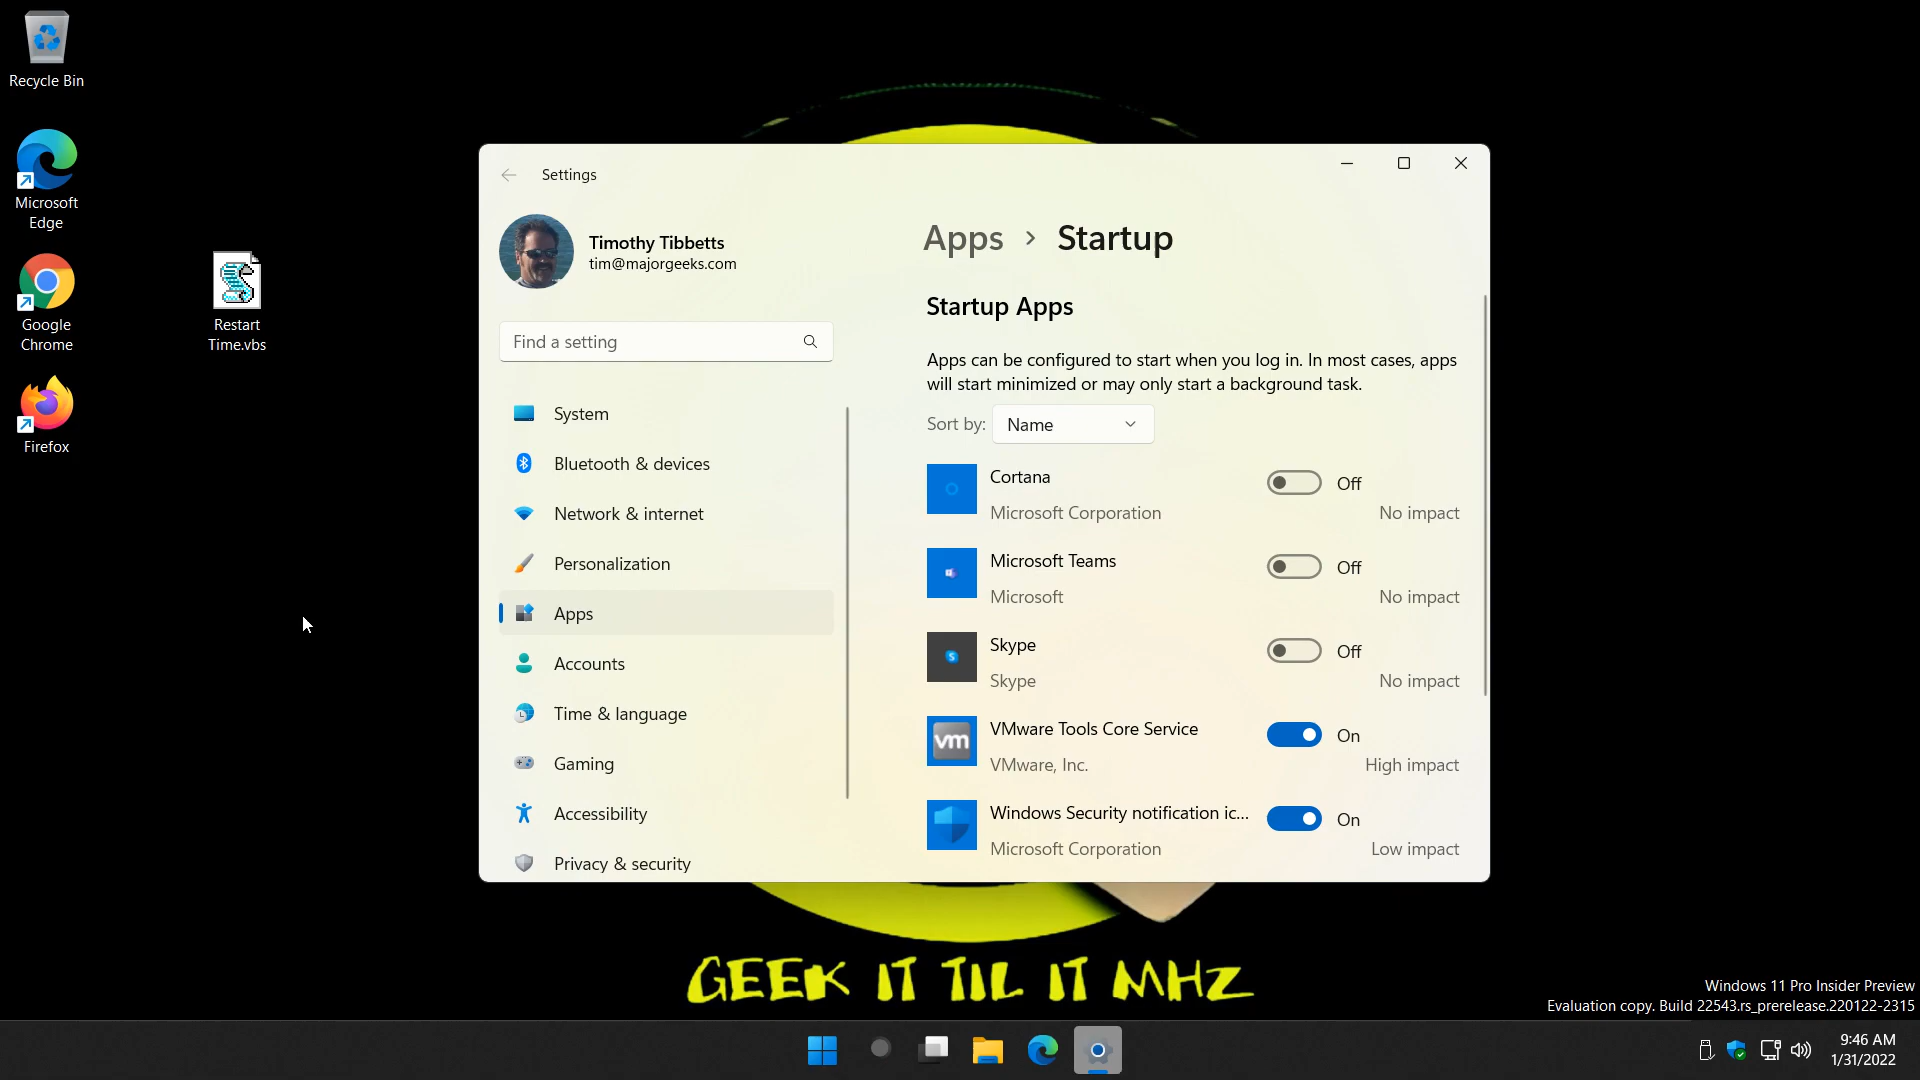 Recycle Bin
Microsoft
Edge
Google
Chrome
Firefox
Restart
Time.vbs
Settings
Timothy Tibbetts
tim@majorgeeks.com
Find a setting
System
Bluetooth & devices
Network & internet
Personalization
Apps
Accounts
Time & language
Gaming
Accessibility
Privacy & security
Apps > Startup
Startup Apps
Apps can be configured to start when you log in. In most cases, apps
will start minimized or may only start a background task.
Sort by: Name
Cortana Off
Microsoft Corporation No impact
Microsoft Teams Off
Microsoft No impact
Skype Off
Skype No impact
vm
VMware Tools Core Service On
VMware, Inc. High impact
Windows Security notification ic... On
Microsoft Corporation Low impact
GEEK IT TIL IT MHZ
Windows 11 Pro Insider Preview
Evaluation copy. Build 22543.rs_prerelease.220122-2315
9:46 AM
1/31/2022